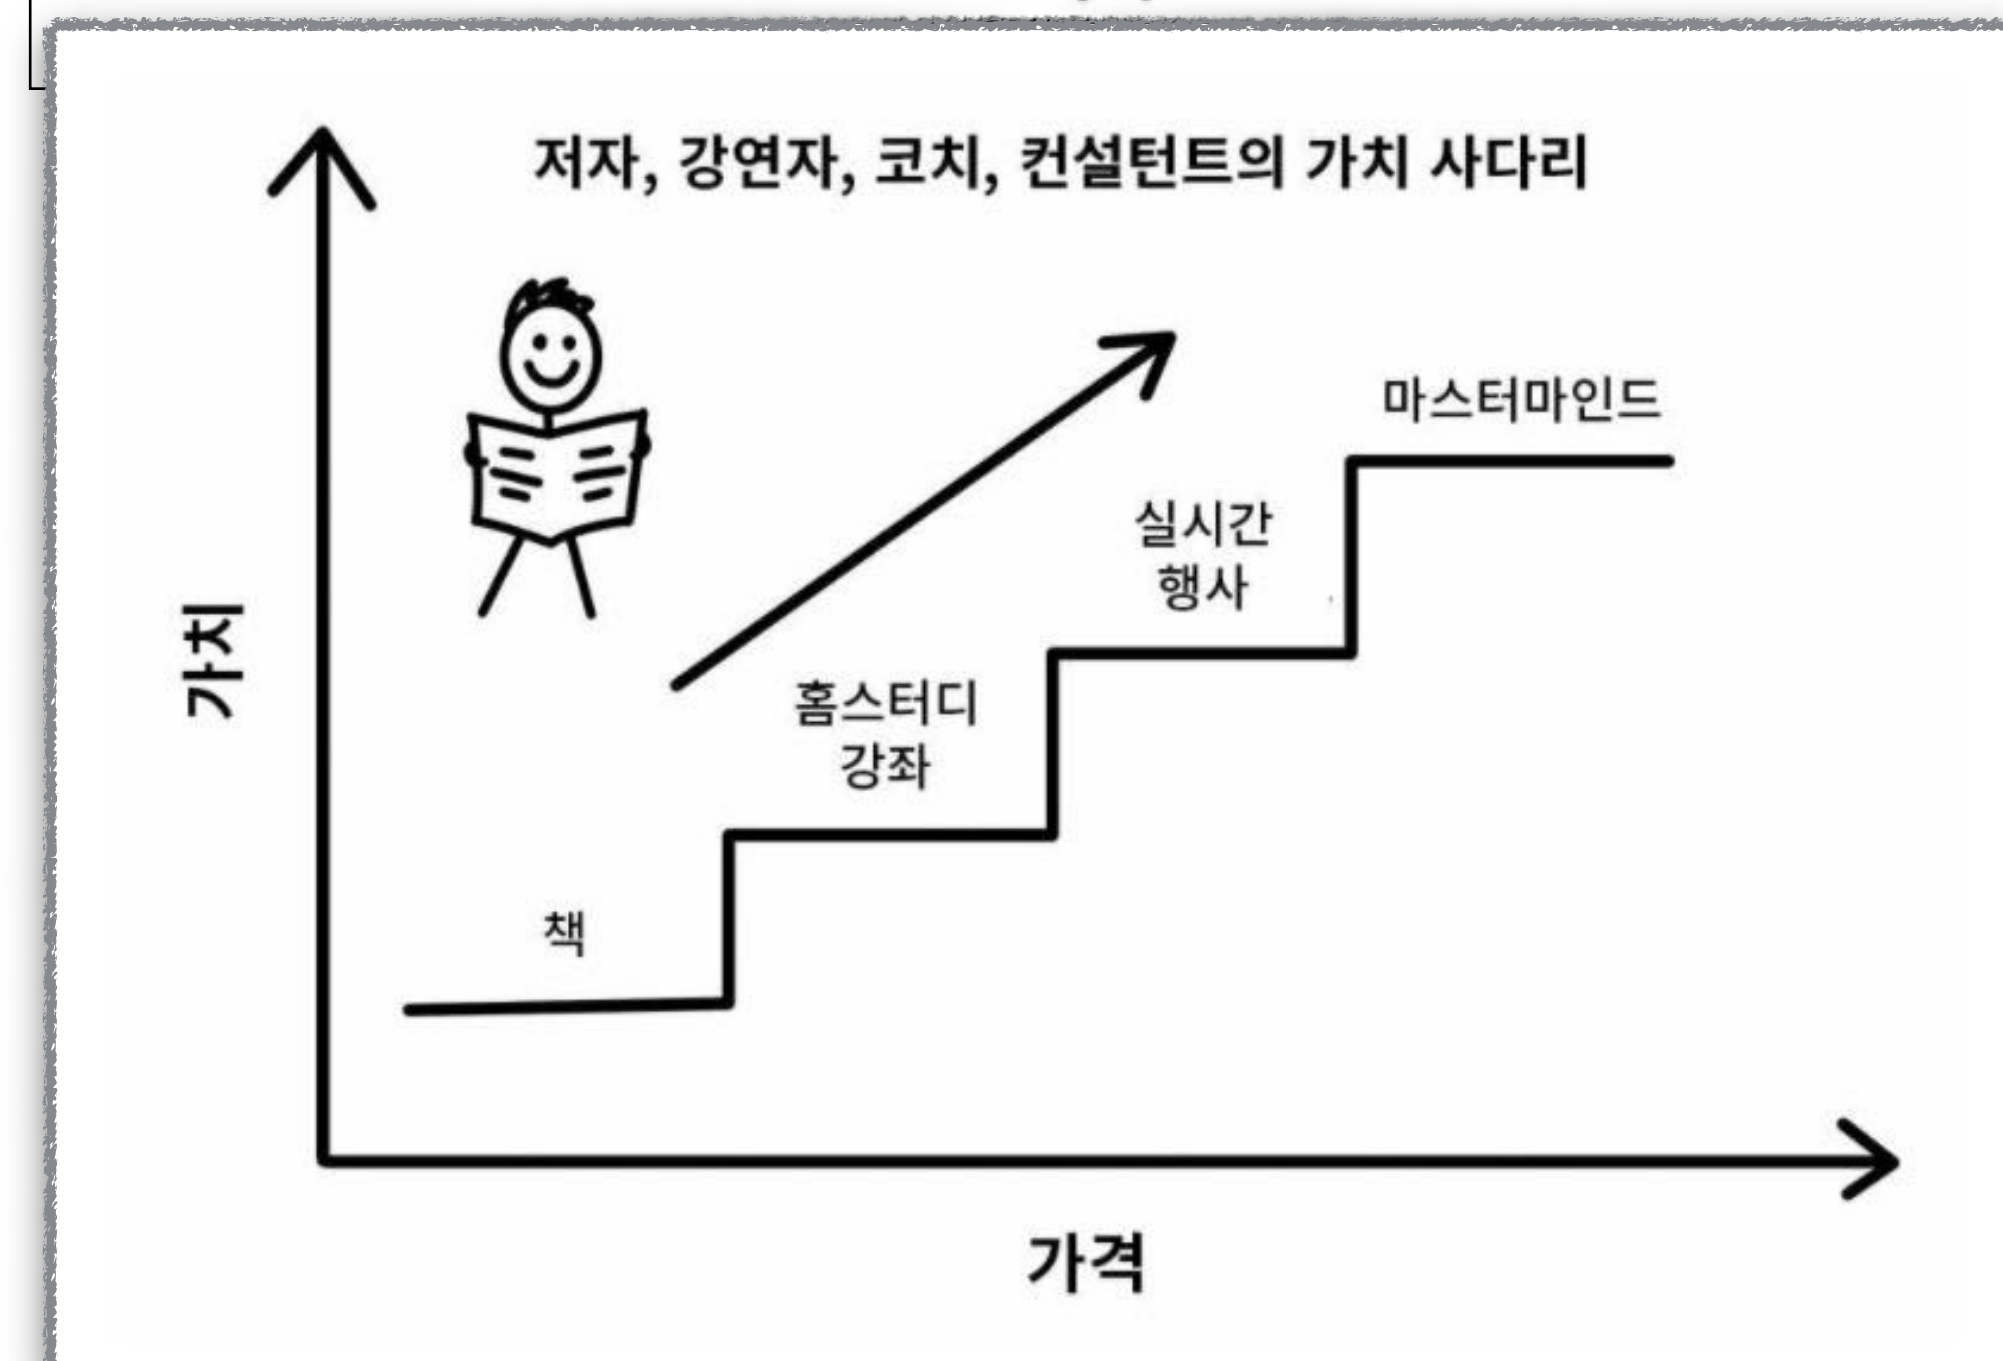 저자, 강연자, 코치, 컨설턴트의 가치 사다리
마스터마인드
실시간
행사
홈스터디
강좌
책
가치
가격